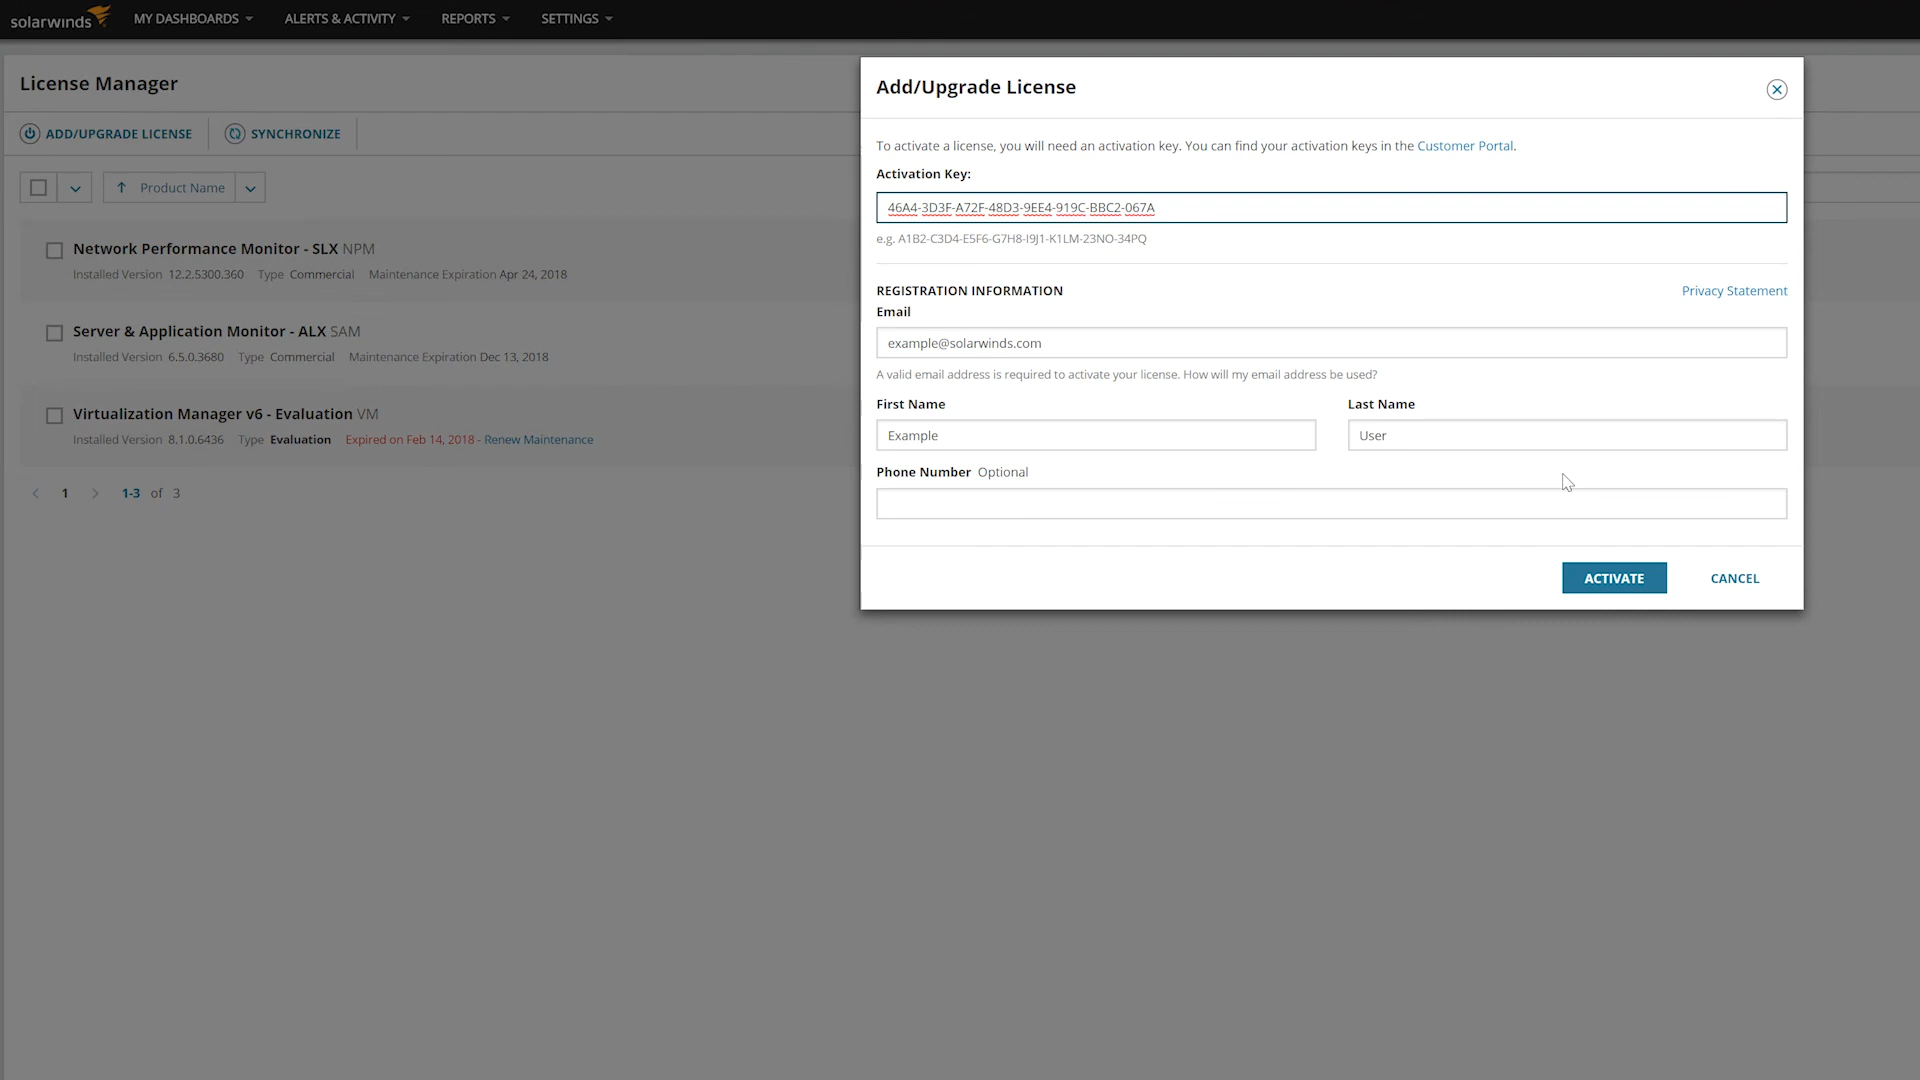 solarwinds MY DASHBOARDS ALERTS & ACTIVITY REPORTS SETTINGS
License Manager
ADD/UPGRADE LICENSE SYNCHRONIZE
Product Name
Network Performance Monitor - SLX NPM
Installed Version 12.2.5300.360 Type Commercial Maintenance Expiration Apr 24, 2018
Server & Application Monitor - ALX SAM
Installed Version 6.5.0.3680 Type Commercial Maintenance Expiration Dec 13, 2018
Virtualization Manager v6 - Evaluation VM
Installed Version 8.1.0.6436 Type Evaluation Expired on Feb 14, 2018 - Renew Maintenance
1 1-3 of 3
Add/Upgrade License
To activate a license, you will need an activation key. You can find your activation keys in the Customer Portal.
Activation Key:
46A4-3D3F-A72F-48D3-9EE4-919C-BBC2-067A
e.g. A1B2-C3D4-E5F6-G7H8-I9J1-K1LM-23NO-34PQ
REGISTRATION INFORMATION Privacy Statement
Email
example@solarwinds.com
A valid email address is required to activate your license. How will my email address be used?
First Name Last Name
Example User
Phone Number Optional
ACTIVATE CANCEL